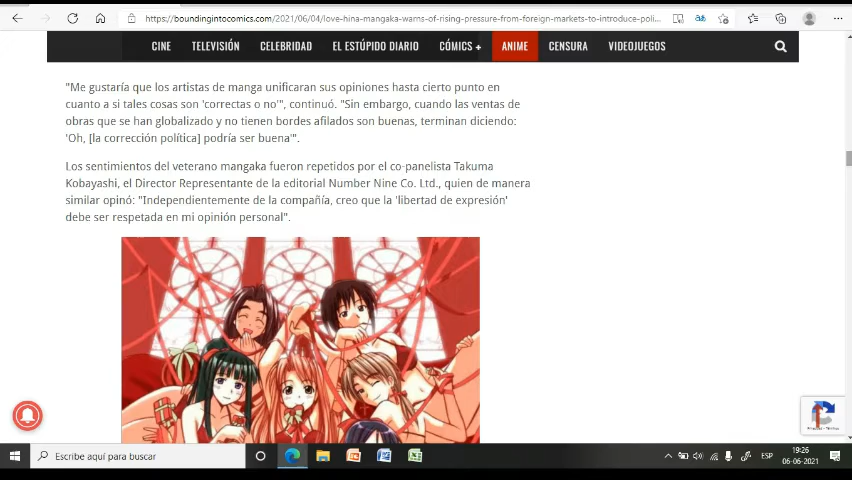 https://boundingintocomics.com/2021/06/04/love-hina-mangaka-warns-of-rising-pressure-from-foreign-markets-to-introduce-poli...
CINE TELEVISIÓN CELEBRIDAD EL ESTÚPIDO DIARIO CÓMICS + ANIME CENSURA VIDEOJUEGOS
"Me gustaría que los artistas de manga unificaran sus opiniones hasta cierto punto en
cuanto a si tales cosas son 'correctas o no'", continuó. "Sin embargo, cuando las ventas de
obras que se han globalizado y no tienen bordes afilados son buenas, terminan diciendo:
'Oh, [la corrección política] podría ser buena'".
Los sentimientos del veterano mangaka fueron repetidos por el co-panelista Takuma
Kobayashi, el Director Representante de la editorial Number Nine Co. Ltd., quien de manera
similar opinó: "Independientemente de la compañía, creo que la 'libertad de expresión'
debe ser respetada en mi opinión personal".
Escribe aquí para buscar
ESP
19:26
06-06-2021